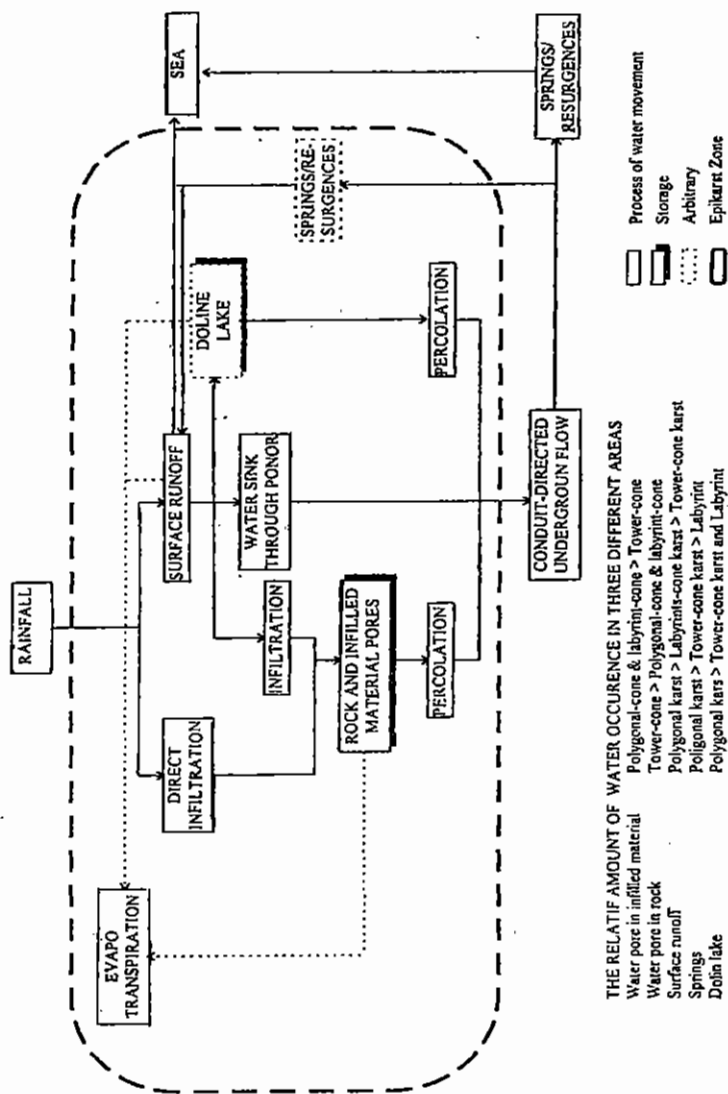 RAINFALL
EVAPO
TRANSPIRATION
DIRECT
INFILTRATION
SURFACE RUNOFF
SEA
INFILTRATION
WATER SINK
THROUGH PONOR
DOLINE
LAKE
SPRINGS/RE-
SURGENCES
ROCK AND INFILLED
MATERIAL PORES
PERCOLATION
PERCOLATION
CONDUIT-DIRECTED
UNDERGROUN FLOW
SPRINGS/
RESURGENCES
THE RELATIF AMOUNT OF WATER OCCURENCE IN THREE DIFFERENT AREAS
Water pore in infilled material Polygonal-cone & labyrint-cone > Tower-cone
Water pore in rock Tower-cone > Polygonal-cone & labyrint-cone
Surface runoff Polygonal karst > Labyrints-cone karst > Tower-cone karst
Springs Poligonal karst > Tower-cone karst > Labyrint
Dolin lake Polygonal kars > Tower-cone karst and Labyrint
Process of water movement
Storage
Arbitrary
Epikarst Zone